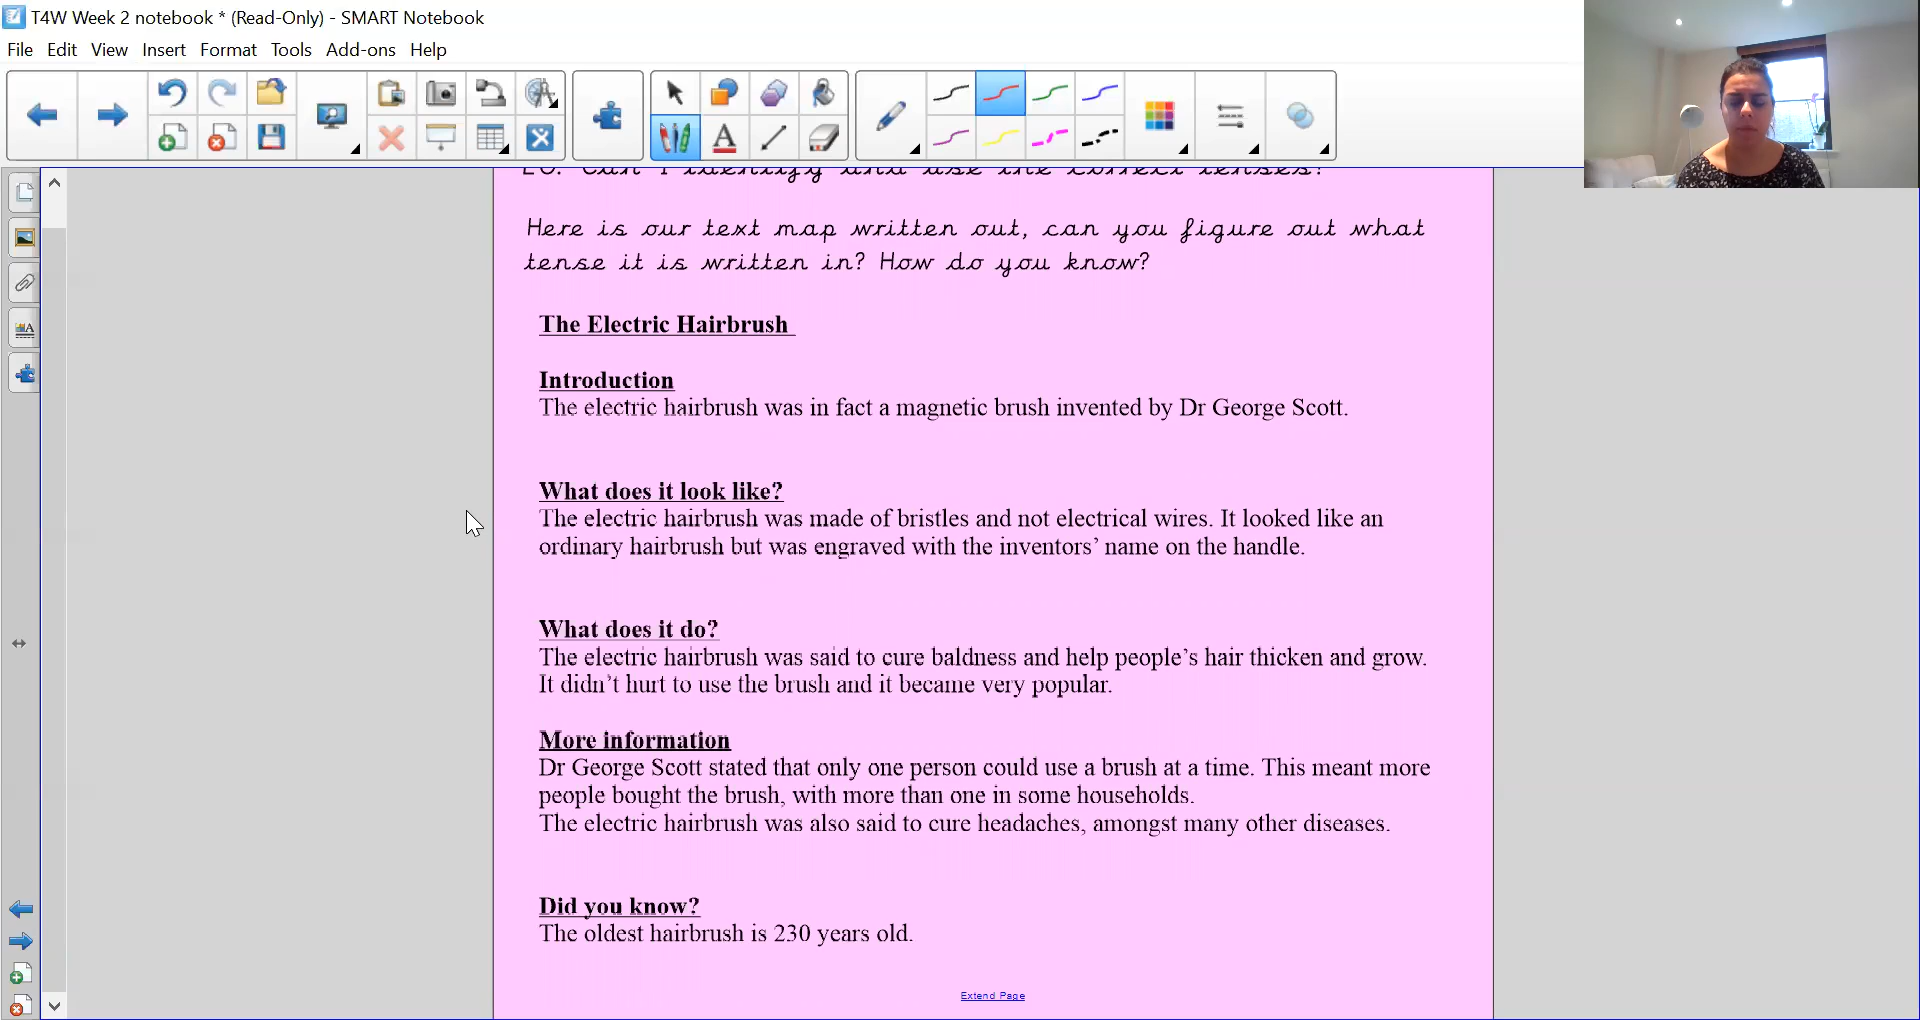 T4W Week 2 notebook * (Read-Only) - SMART Notebook
File Edit View Insert Format Tools Add-ons Help
LO: Can I identify and use the correct tenses?
Here is our text map written out, can you figure out what
tense it is written in? How do you know?
The Electric Hairbrush
Introduction
The electric hairbrush was in fact a magnetic brush invented by Dr George Scott.
What does it look like?
The electric hairbrush was made of bristles and not electrical wires. It looked like an
ordinary hairbrush but was engraved with the inventors’ name on the handle.
What does it do?
The electric hairbrush was said to cure baldness and help people’s hair thicken and grow.
It didn’t hurt to use the brush and it became very popular.
More information
Dr George Scott stated that only one person could use a brush at a time. This meant more
people bought the brush, with more than one in some households.
The electric hairbrush was also said to cure headaches, amongst many other diseases.
Did you know?
The oldest hairbrush is 230 years old.
Extend Page